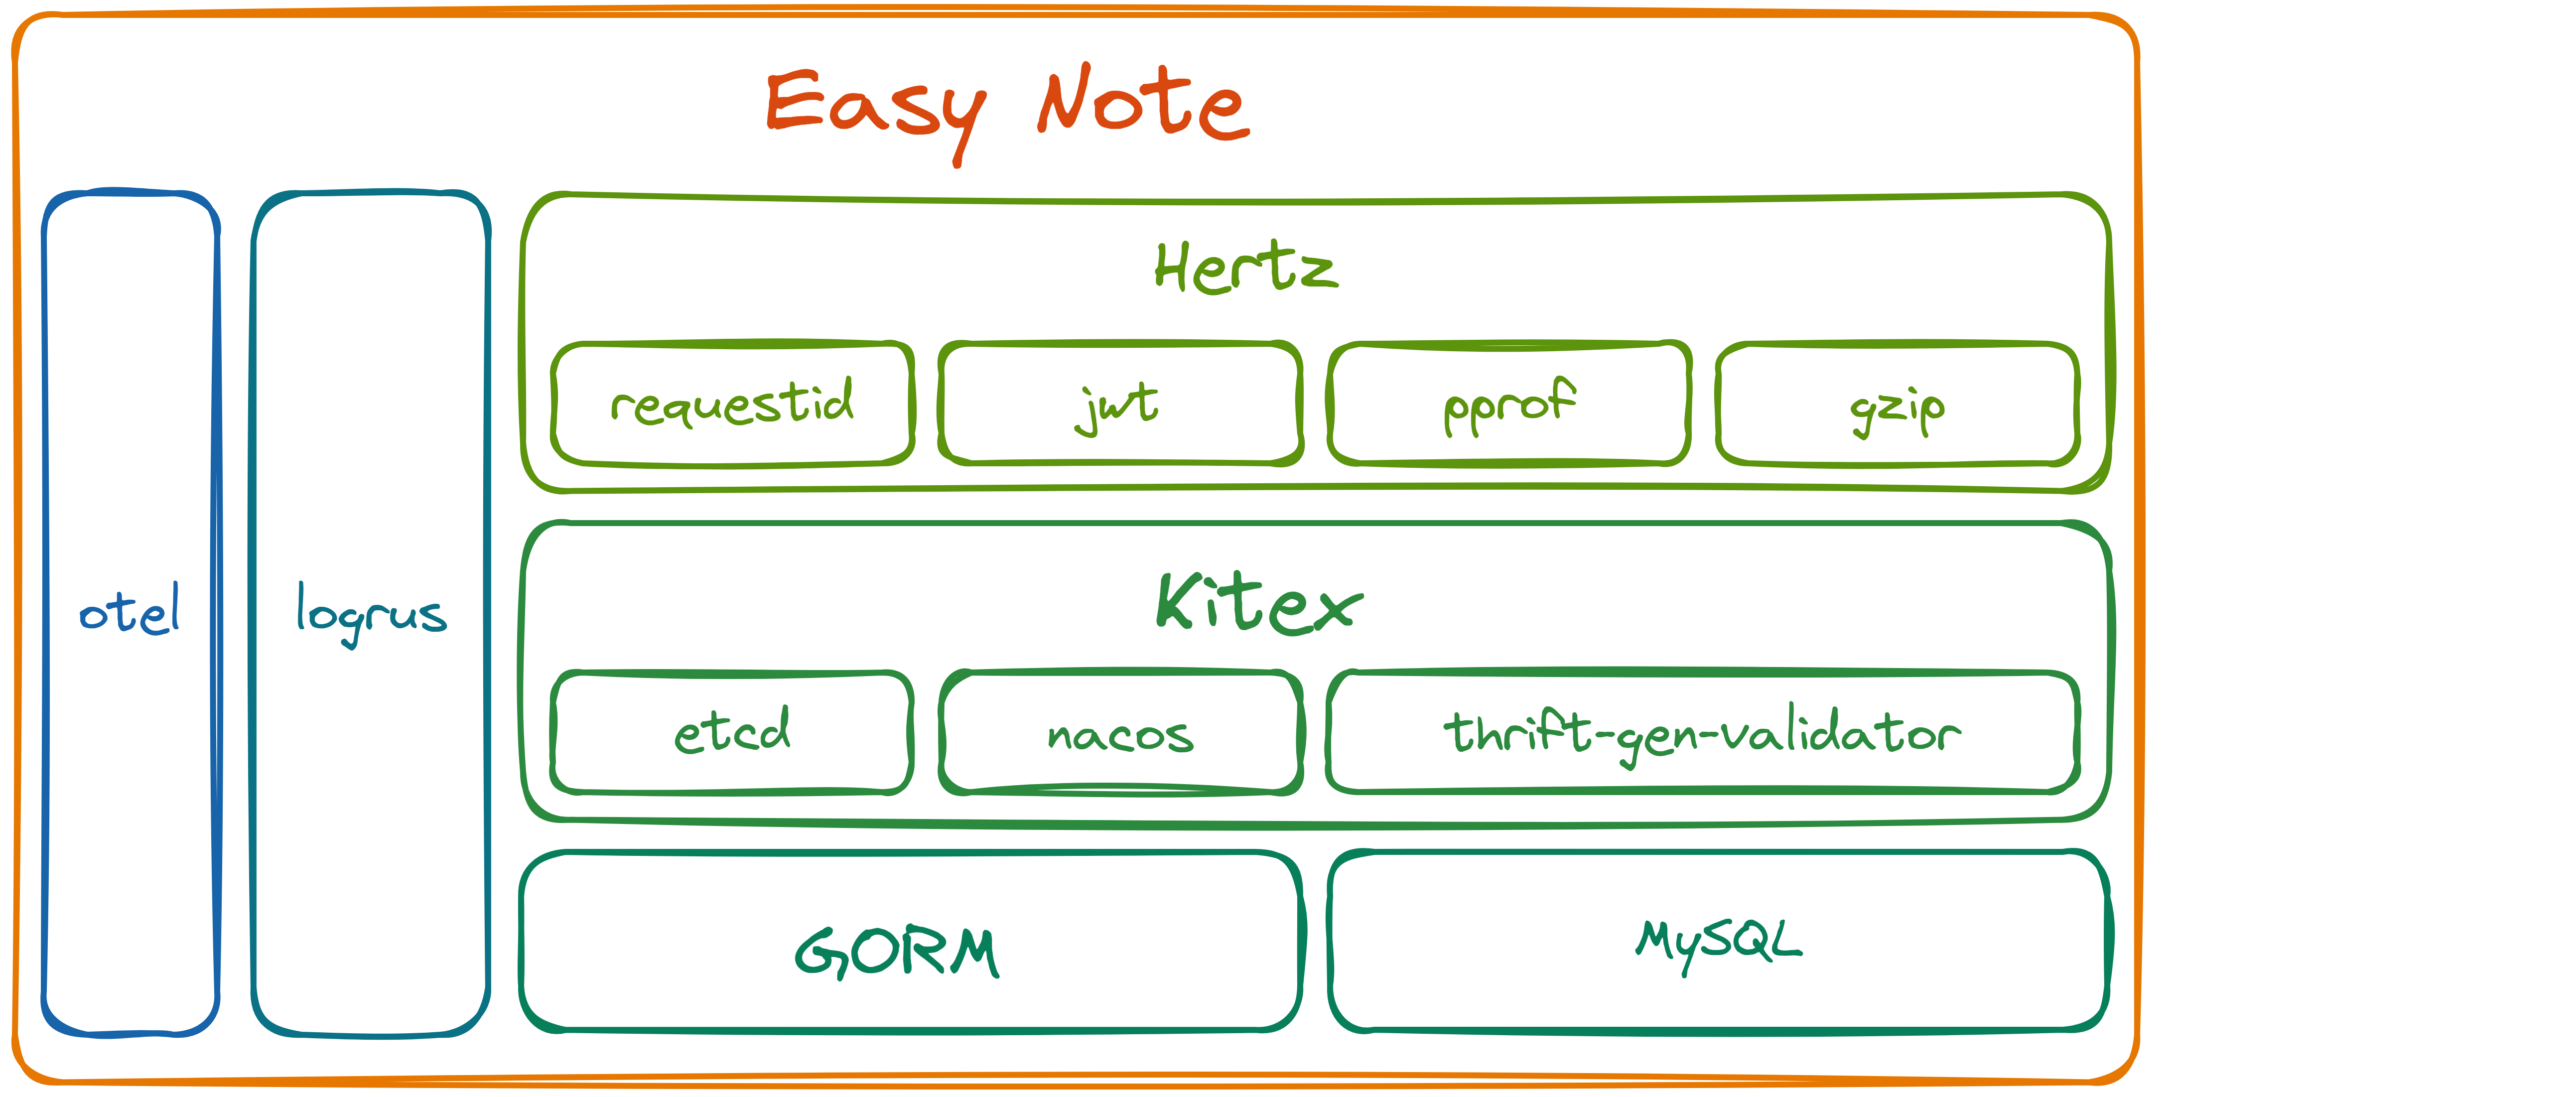 Easy Note
otel
logrus
Hertz
requestid
jwt
pprof
gzip
Kitex
etcd
nacos
thrift-gen-validator
GORM
MySQL